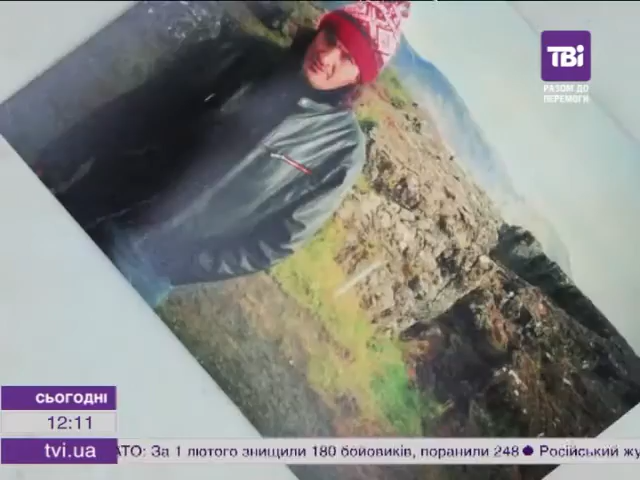 ТВі
РАЗОМ ДО
ПЕРЕМОГИ
СЬОГОДНІ
12:11
tvi.ua
АТО: За 1 лютого знищили 180 бойовиків, поранили 248 ● Російський жу